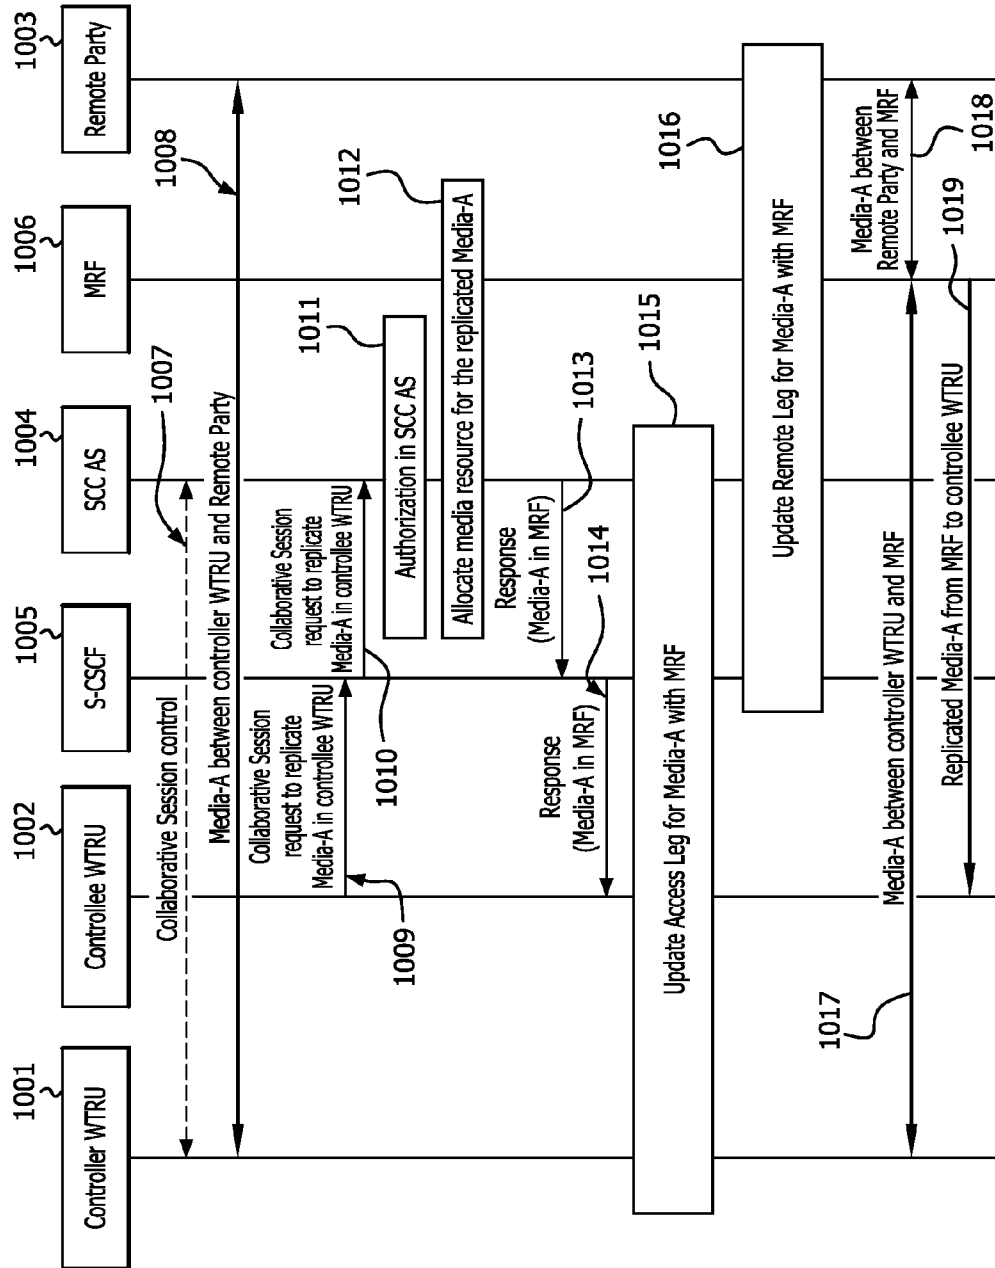 1001
1002
1005
1004
1006
1003
Controller WTRU
Controllee WTRU
S-CSCF
SCC AS
MRF
Remote Party
Collaborative Session control
1007
Media-A between controller WTRU and Remote Party
1008
Collaborative Session
request to replicate
Media-A in controllee WTRU
1009
Collaborative Session
request to replicate
Media-A in controllee WTRU
1010
Authorization in SCC AS
1011
Allocate media resource for the replicated Media-A
1012
Response
(Media-A in MRF)
1013
Response
(Media-A in MRF)
1014
Update Access Leg for Media-A with MRF
1015
Update Remote Leg for Media-A with MRF
1016
1017
Media-A between controller WTRU and MRF
Media-A between
Remote Party and MRF
1018
Replicated Media-A from MRF to controllee WTRU
1019